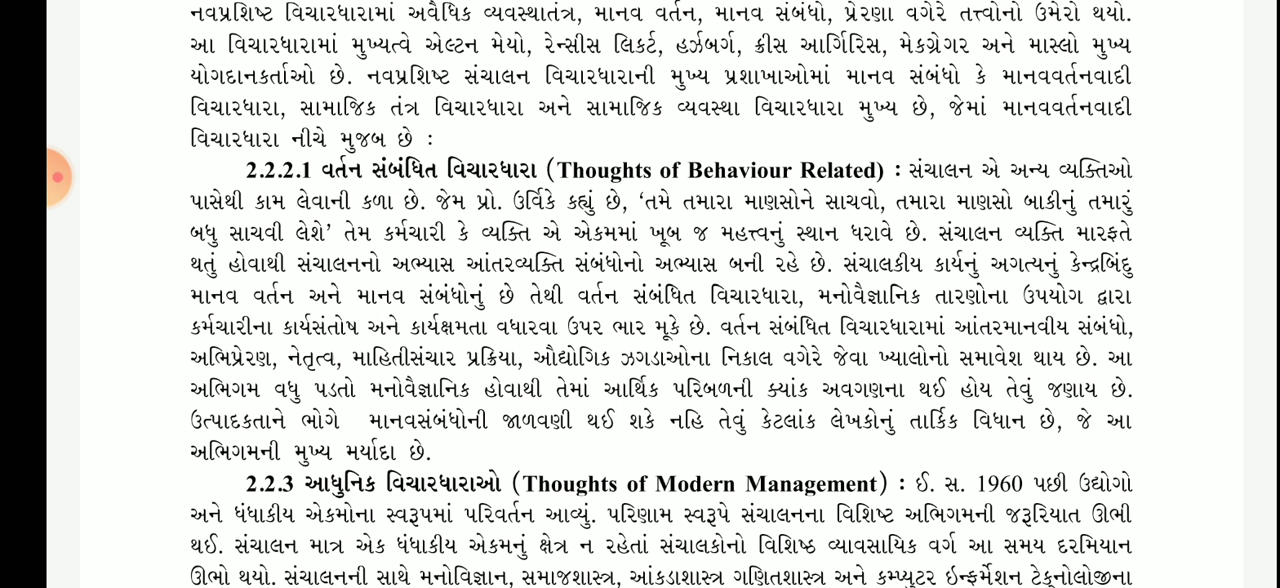 નવપ્રશિષ્ટ વિચારધારામાં અવૈધિક વ્યવસ્થાતંત્ર, માનવ વર્તન, માનવ સંબંધો, પ્રેરણા વગેરે તત્ત્વોનો ઉમેરો થયો.
આ વિચારધારામાં મુખ્યત્વે એલ્ટન મેયો, રેન્સીસ લિકર્ટ, હર્ઝબર્ગ, ક્રીસ આર્ગિરિસ, મેકગ્રેગર અને માસ્લો મુખ્ય
યોગદાનકર્તાઓ છે. નવપ્રશિષ્ટ સંચાલન વિચારધારાની મુખ્ય પ્રશાખાઓમાં માનવ સંબંધો કે માનવવર્તનવાદી
વિચારધારા, સામાજિક તંત્ર વિચારધારા અને સામાજિક વ્યવસ્થા વિચારધારા મુખ્ય છે, જેમાં માનવવર્તનવાદી
વિચારધારા નીચે મુજબ છે :
2.2.2.1 વર્તન સંબંધિત વિચારધારા (Thoughts of Behaviour Related) : સંચાલન એ અન્ય વ્યક્તિઓ
પાસેથી કામ લેવાની કળા છે. જેમ પ્રો. ઉર્વિકે કહ્યું છે, ‘તમે તમારા માણસોને સાચવો, તમારા માણસો બાકીનું તમારું
બધુ સાચવી લેશે’ તેમ કર્મચારી કે વ્યક્તિ એ એકમમાં ખૂબ જ મહત્ત્વનું સ્થાન ધરાવે છે. સંચાલન વ્યક્તિ મારફતે
થતું હોવાથી સંચાલનનો અભ્યાસ આંતરવ્યક્તિ સંબંધોનો અભ્યાસ બની રહે છે. સંચાલકીય કાર્યનું અગત્યનું કેન્દ્રબિંદુ
માનવ વર્તન અને માનવ સંબંધોનું છે તેથી વર્તન સંબંધિત વિચારધારા, મનોવૈજ્ઞાનિક તારણોના ઉપયોગ દ્વારા
કર્મચારીના કાર્યસંતોષ અને કાર્યક્ષમતા વધારવા ઉપર ભાર મૂકે છે. વર્તન સંબંધિત વિચારધારામાં આંતરમાનવીય સંબંધો,
અભિપ્રેરણ, નેતૃત્વ, માહિતીસંચાર પ્રક્રિયા, ઔદ્યોગિક ઝગડાઓના નિકાલ વગેરે જેવા ખ્યાલોનો સમાવેશ થાય છે. આ
અભિગમ વધુ પડતો મનોવૈજ્ઞાનિક હોવાથી તેમાં આર્થિક પરિબળની ક્યાંક અવગણના થઈ હોય તેવું જણાય છે.
ઉત્પાદકતાને ભોગે માનવસંબંધોની જાળવણી થઈ શકે નહિ તેવું કેટલાંક લેખકોનું તાર્કિક વિધાન છે, જે આ
અભિગમની મુખ્ય મર્યાદા છે.
2.2.3 આધુનિક વિચારધારાઓ (Thoughts of Modern Management) : ઈ. સ. 1960 પછી ઉદ્યોગો
અને ધંધાકીય એકમોના સ્વરૂપમાં પરિવર્તન આવ્યું. પરિણામ સ્વરૂપે સંચાલનના વિશિષ્ટ અભિગમની જરૂરિયાત ઊભી
થઈ. સંચાલન માત્ર એક ધંધાકીય એકમનું ક્ષેત્ર ન રહેતાં સંચાલકોનો વિશિષ્ઠ વ્યાવસાયિક વર્ગ આ સમય દરમિયાન
ઊભો થયો. સંચાલનની સાથે મનોવિજ્ઞાન, સમાજશાસ્ત્ર, આંકડાશાસ્ત્ર ગણિતશાસ્ત્ર અને કમ્પ્યુટર ઇન્ફર્મેશન ટેકનોલોજીના